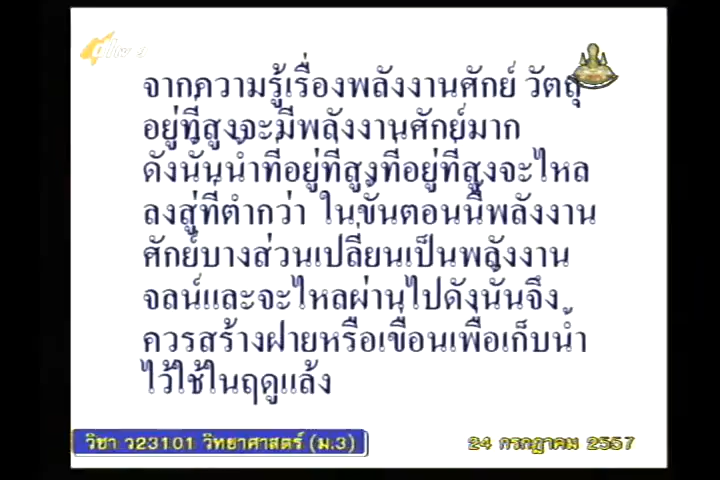 จากความรู้เรื่องพลังงานศักย์ วัตถุ
อยู่ที่สูงจะมีพลังงานศักย์มาก
ดังนั้นน้ำที่อยู่ที่สูงที่อยู่ที่สูงจะไหล
ลงสู่ที่ต่ำกว่า ในขั้นตอนนี้พลังงาน
ศักย์บางส่วนเปลี่ยนเป็นพลังงาน
จลน์และจะไหลผ่านไปดังนั้นจึง
ควรสร้างฝายหรือเขื่อนเพื่อเก็บน้ำ
ไว้ใช้ในฤดูแล้ง
วิชา ว23101 วิทยาศาสตร์ (ม.3)
24 กรกฎาคม 2557